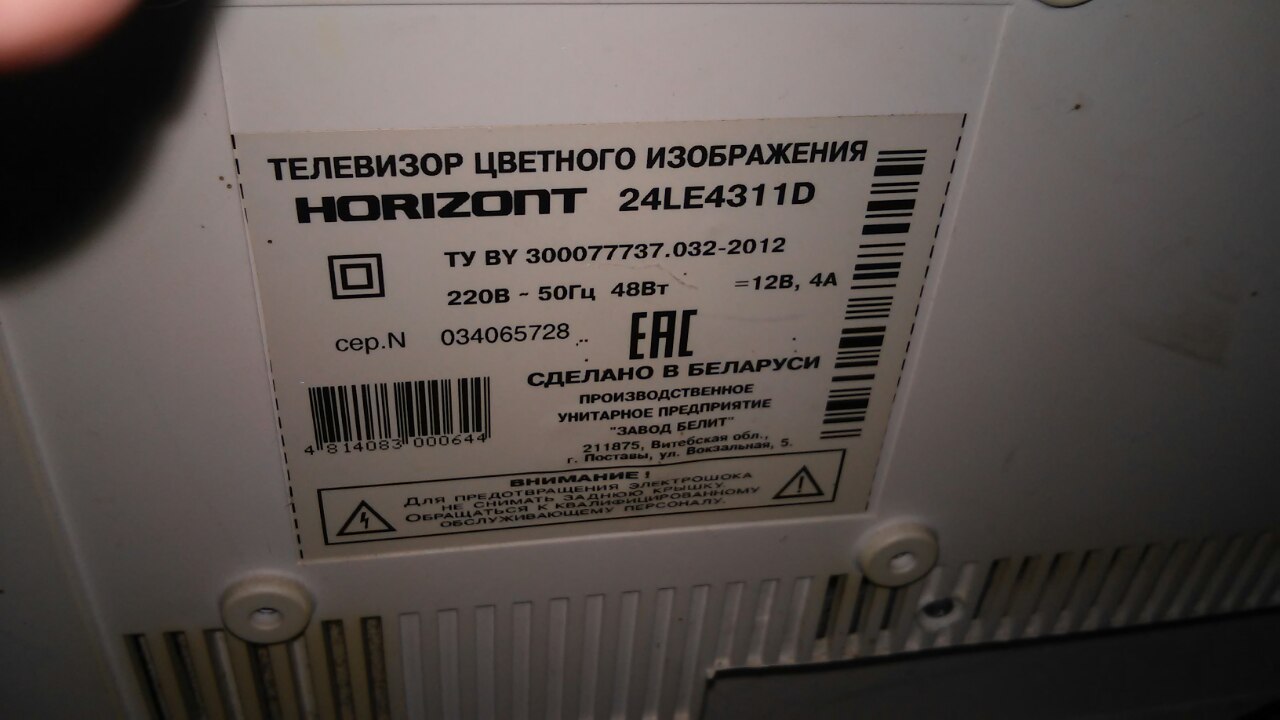 ТЕЛЕВИЗОР ЦВЕТНОГО ИЗОБРАЖЕНИЯ
HORIZONT 24LE4311D
ТУ BY 300077737.032-2012
220В ~ 50Гц 48Вт =12В, 4А
сер.N 034065728
EAC
СДЕЛАНО В БЕЛАРУСИ
ПРОИЗВОДСТВЕННОЕ
УНИТАРНОЕ ПРЕДПРИЯТИЕ
"ЗАВОД БЕЛИТ"
211875, Витебская обл.,
г. Поставы, ул. Вокзальная, 5.
4 814083 000644
ВНИМАНИЕ !
ДЛЯ ПРЕДОТВРАЩЕНИЯ ЭЛЕКТРОШОКА
НЕ СНИМАТЬ ЗАДНЮЮ КРЫШКУ.
ОБРАЩАТЬСЯ К КВАЛИФИЦИРОВАННОМУ
ОБСЛУЖИВАЮЩЕМУ ПЕРСОНАЛУ.